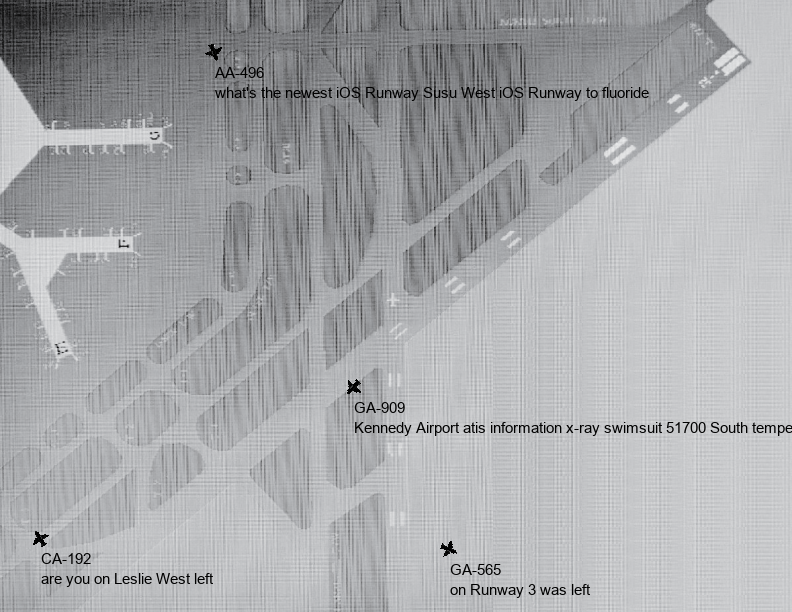 AA-496
what's the newest iOS Runway Susu West iOS Runway to fluoride
GA-909
Kennedy Airport atis information x-ray swimsuit 51700 South tempe
CA-192
are you on Leslie West left
GA-565
on Runway 3 was left